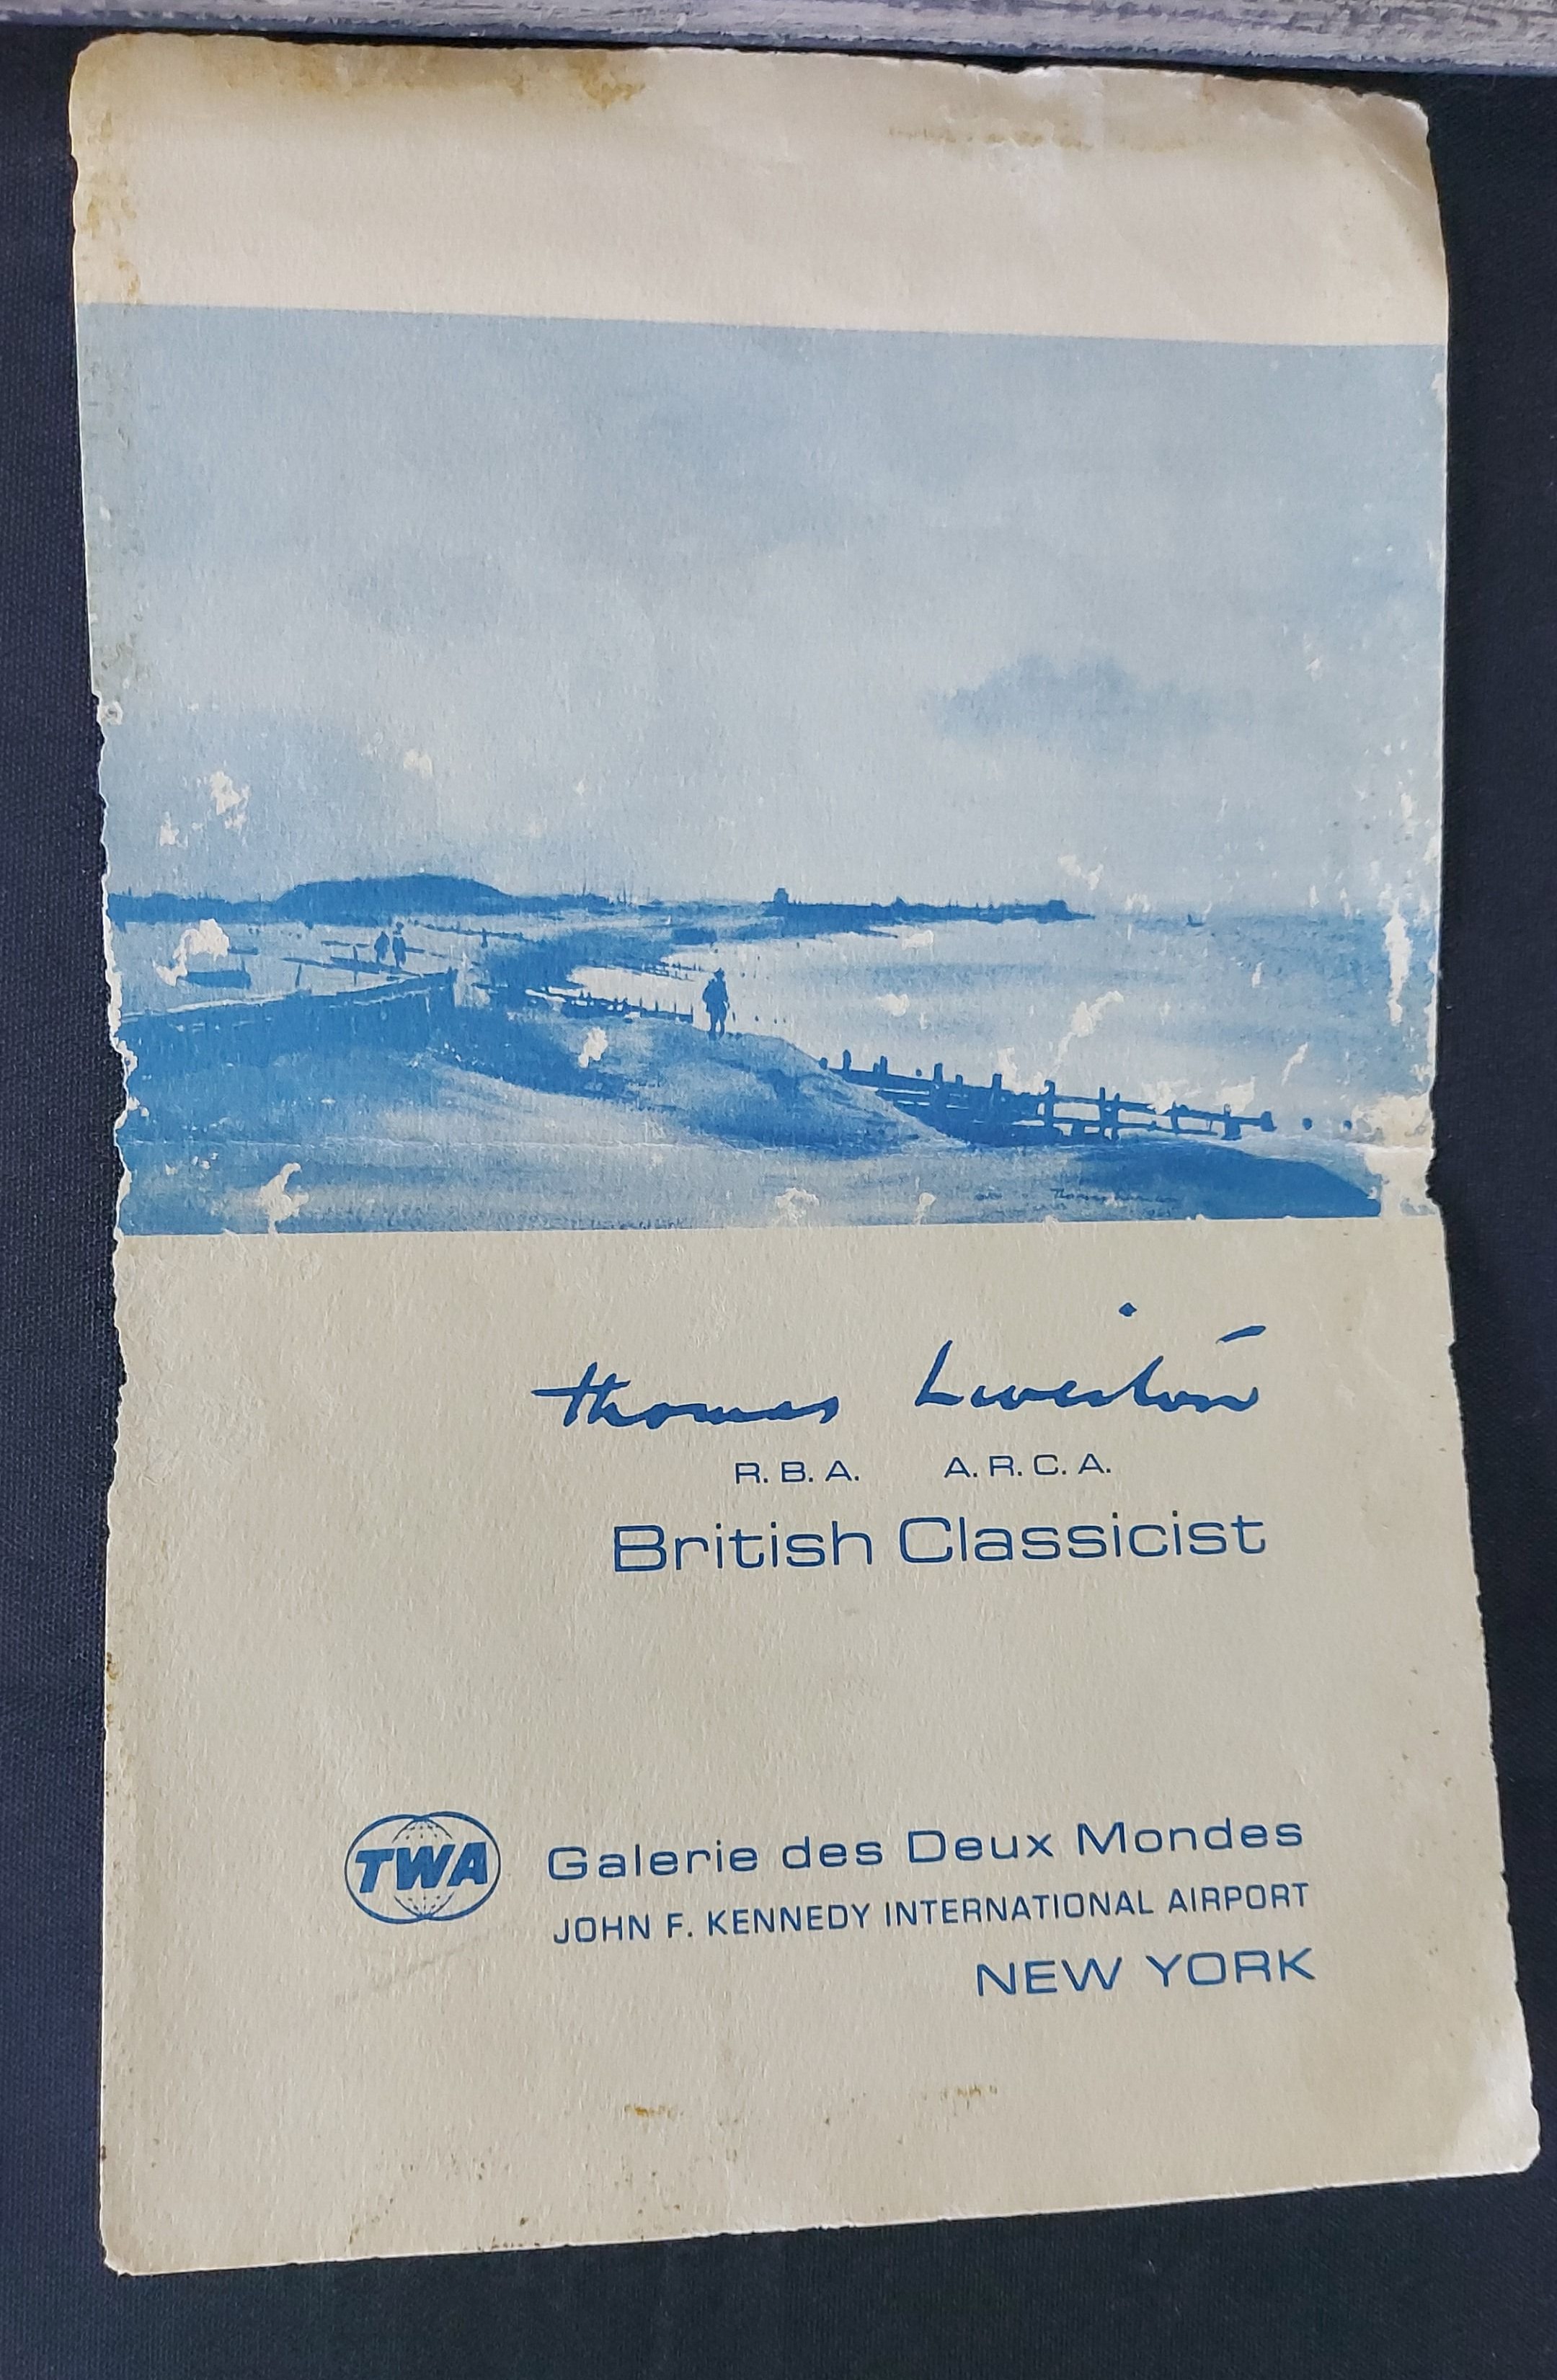 Thomas Liverton
R. B. A. A. R. C. A.
British Classicist
TWA
Galerie des Deux Mondes
JOHN F. KENNEDY INTERNATIONAL AIRPORT
NEW YORK